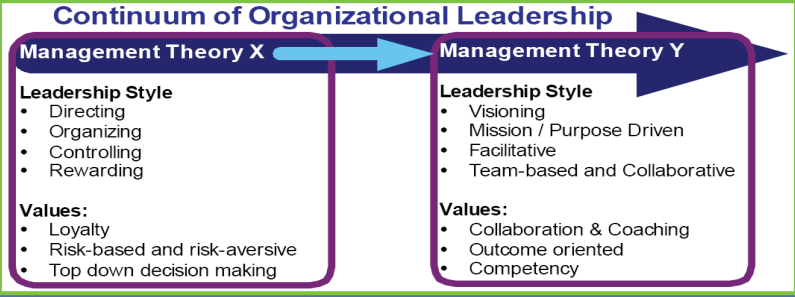 Continuum of Organizational Leadership
Management Theory X
Leadership Style
• Directing
• Organizing
• Controlling
• Rewarding
Values:
• Loyalty
• Risk-based and risk-aversive
• Top down decision making
Management Theory Y
Leadership Style
• Visioning
• Mission / Purpose Driven
• Facilitative
• Team-based and Collaborative
Values:
• Collaboration & Coaching
• Outcome oriented
• Competency